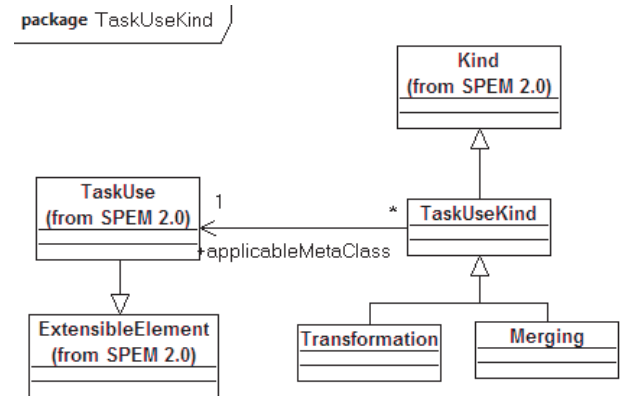 package TaskUseKind
Kind
(from SPEM 2.0)
TaskUse
(from SPEM 2.0)
1
*
TaskUseKind
+applicableMetaClass
ExtensibleElement
(from SPEM 2.0)
Transformation
Merging